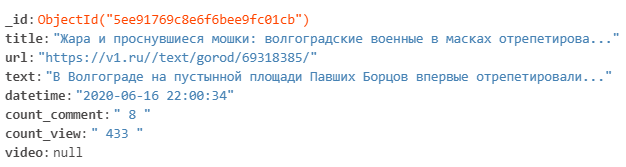 _id: ObjectId("5ee91769c8e6f6bee9fc01cb")
title: "Жара и проснувшиеся мошки: волгоградские военные в масках отрепетирова..."
url: "https://v1.ru//text/gorod/69318385/"
text: "В Волгограде на пустынной площади Павших Борцов впервые отрепетировали..."
datetime: "2020-06-16 22:00:34"
count_comment: " 8 "
count_view: " 433 "
video: null